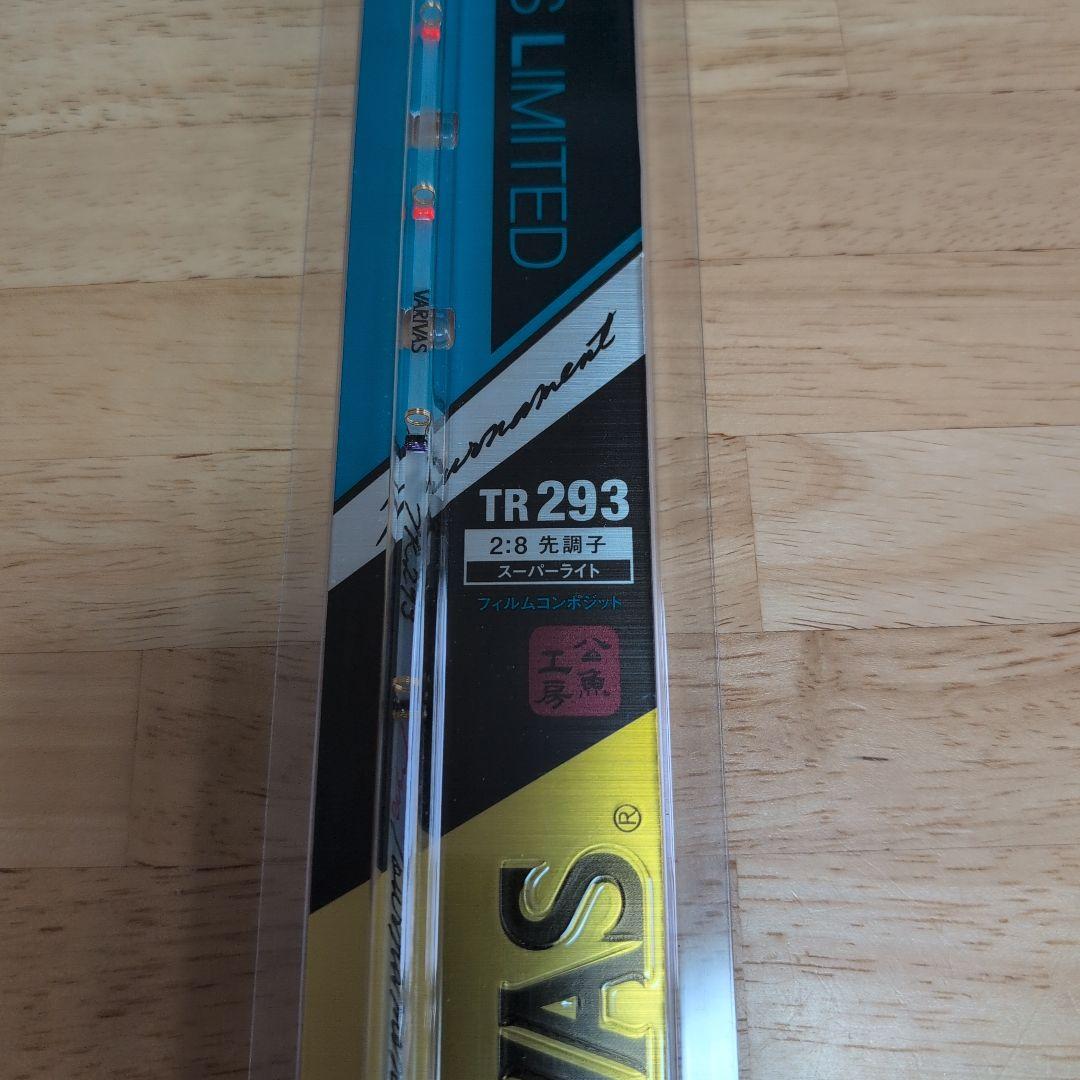 S LIMITED
VARIVAS
Tournament
TR 293
2:8 先調子
スーパーライト
フィルムコンポジット
公魚
工房
VAS®